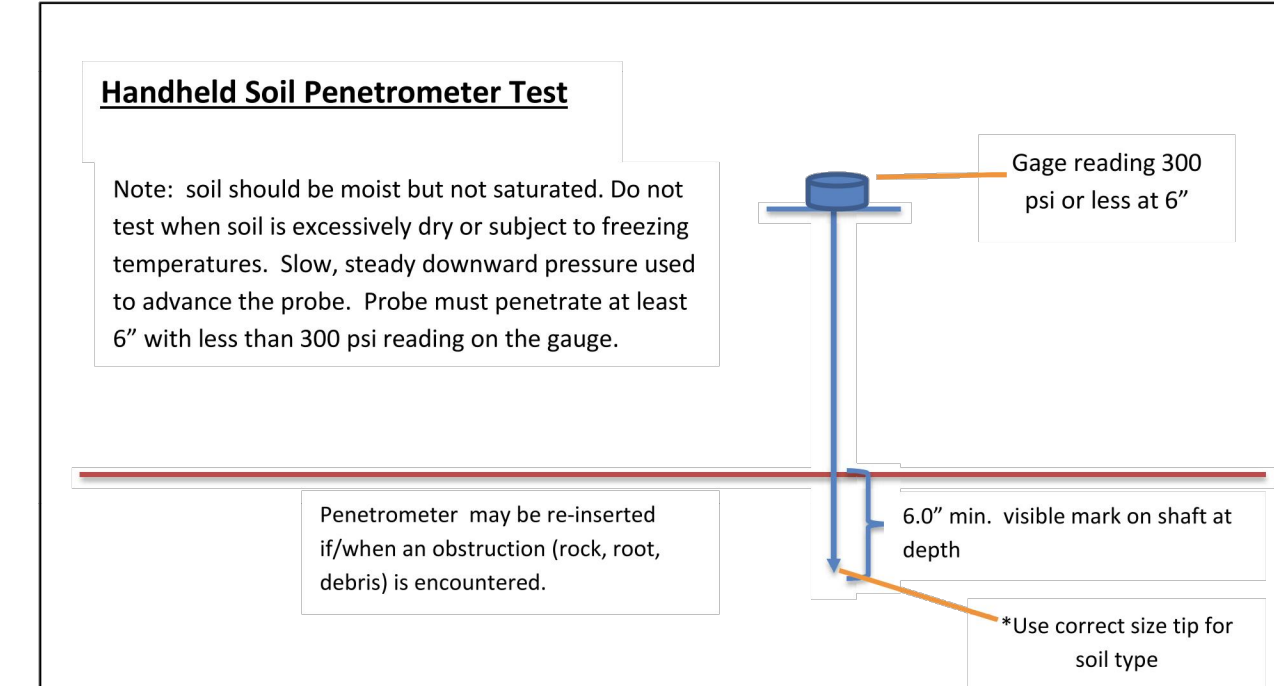 Handheld Soil Penetrometer Test
Note:  soil should be moist but not saturated. Do not
test when soil is excessively dry or subject to freezing
temperatures.  Slow, steady downward pressure used
to advance the probe.  Probe must penetrate at least
6” with less than 300 psi reading on the gauge.
Gage reading 300
psi or less at 6”
Penetrometer  may be re-inserted
if/when an obstruction (rock, root,
debris) is encountered.
6.0” min.  visible mark on shaft at
depth
*Use correct size tip for
soil type